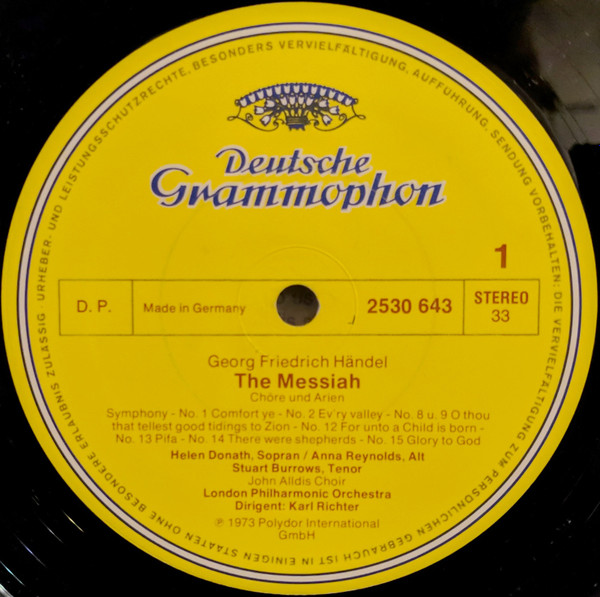 URHEBER- UND LEISTUNGSSCHUTZRECHTE, BESONDERS VERVIELFÄLTIGUNG, AUFFÜHRUNG, SENDUNG VORBEHALTEN: DIE VERVIELFÄLTIGUNG ZUM PERSÖNLICHEN GEBRAUCH IST IN EINIGEN STAATEN OHNE BESONDERE ERLAUBNIS ZULÄSSIG ·
Deutsche
Grammophon
1
D. P. Made in Germany 2530 643 STEREO
33
Georg Friedrich Händel
The Messiah
Chöre und Arien
Symphony - No. 1 Comfort ye - No. 2 Ev'ry valley - No. 8 u. 9 O thou
that tellest good tidings to Zion - No. 12 For unto a Child is born -
No. 13 Pifa - No. 14 There were shepherds - No. 15 Glory to God
Helen Donath, Sopran / Anna Reynolds, Alt
Stuart Burrows, Tenor
John Alldis Choir
London Philharmonic Orchestra
Dirigent: Karl Richter
℗ 1973 Polydor International
GmbH